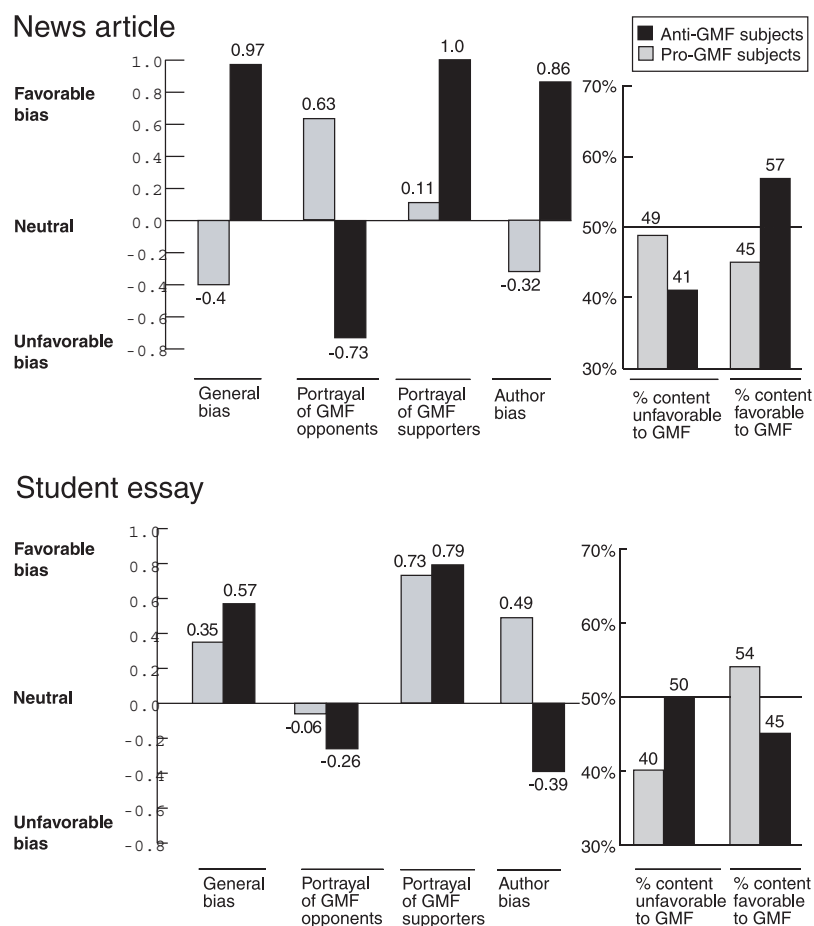 News article
Anti-GMF subjects
Pro-GMF subjects
Favorable
bias
Neutral
Unfavorable
bias
1.0
0.8
0.6
0.4
0.2
0.0
-0.2
-0.4
-0.6
-0.8
0.97
0.63
1.0
0.86
0.11
-0.4
-0.73
-0.32
General
bias
Portrayal
of GMF
opponents
Portrayal
of GMF
supporters
Author
bias
70%
60%
50%
40%
30%
49
41
45
57
% content
unfavorable
to GMF
% content
favorable
to GMF
Student essay
Favorable
bias
Neutral
Unfavorable
bias
1.0
0.8
0.6
0.4
0.2
0.0
-0.2
-0.4
-0.6
-0.8
0.35
0.57
-0.06
-0.26
0.73
0.79
0.49
-0.39
General
bias
Portrayal
of GMF
opponents
Portrayal
of GMF
supporters
Author
bias
70%
60%
50%
40%
30%
40
50
54
45
% content
unfavorable
to GMF
% content
favorable
to GMF